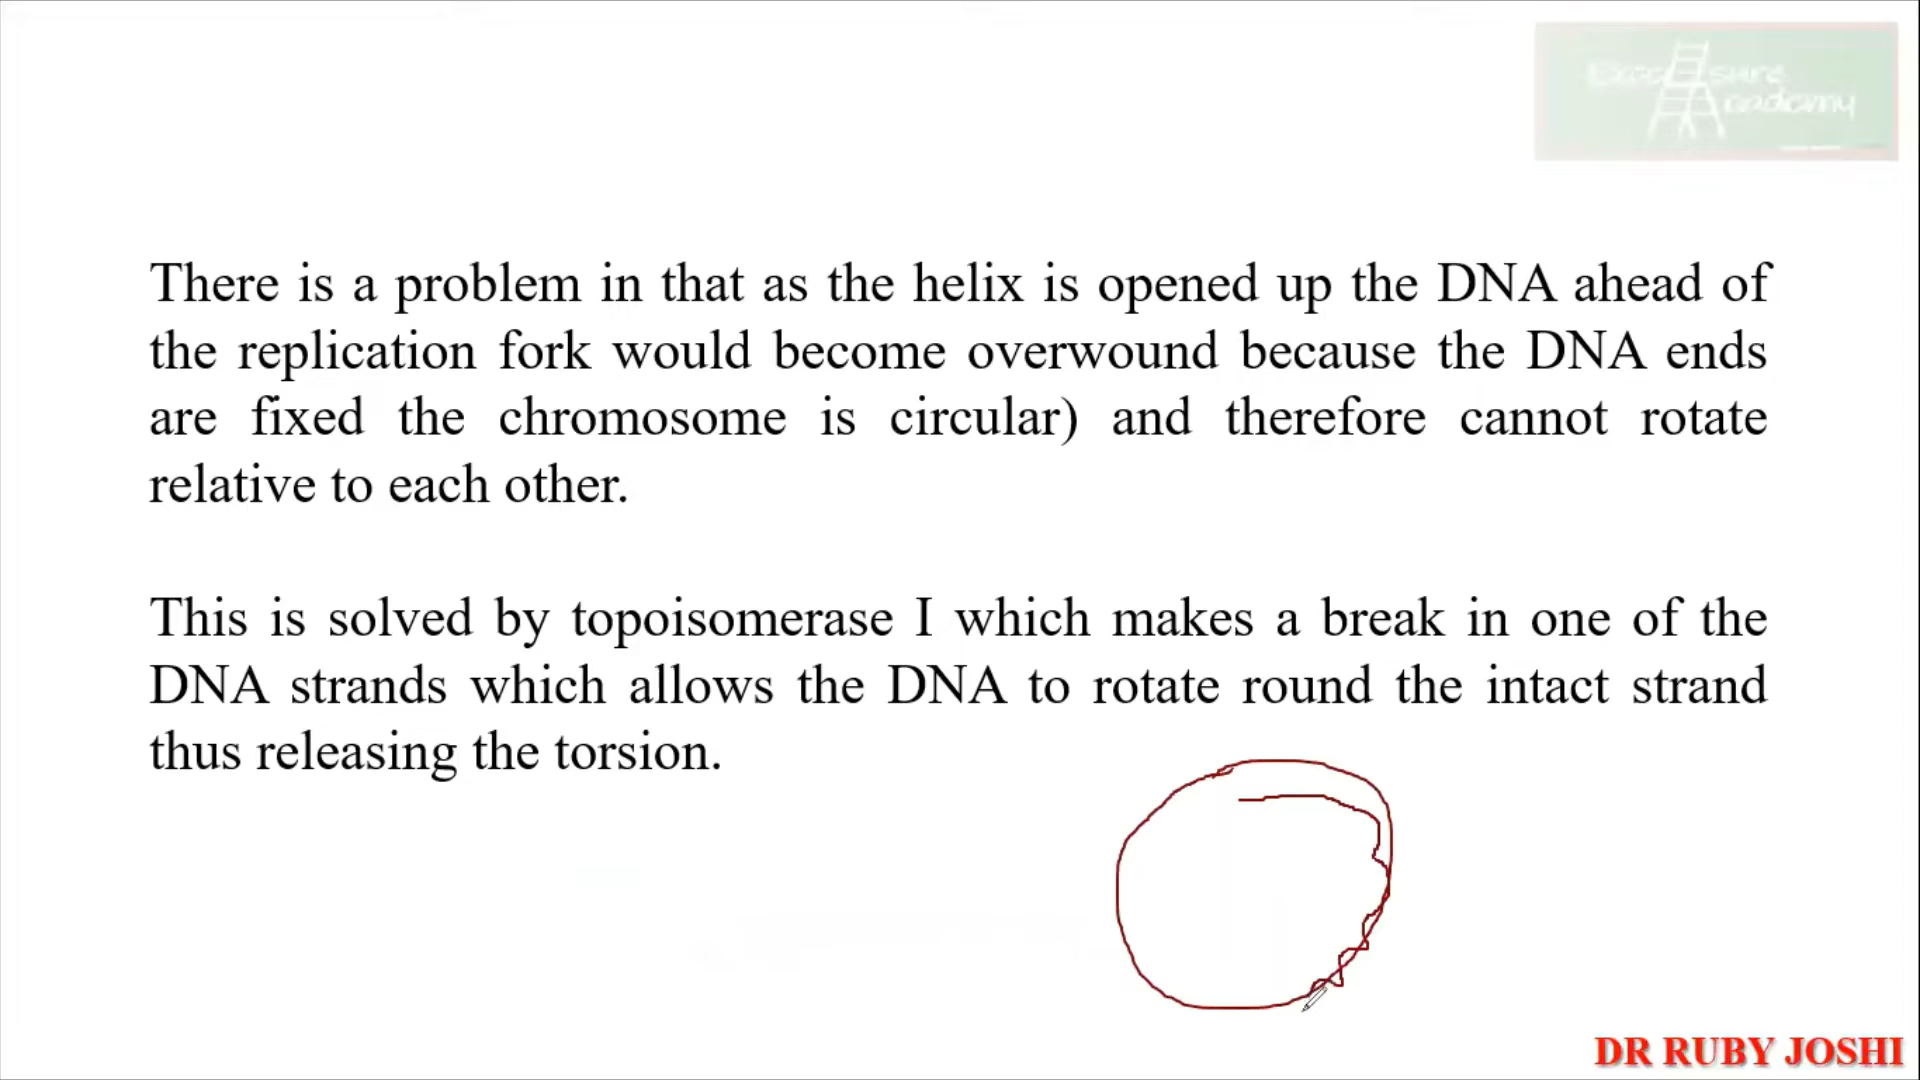 sure
cademy
There is a problem in that as the helix is opened up the DNA ahead of
the replication fork would become overwound because the DNA ends
are fixed the chromosome is circular) and therefore cannot rotate
relative to each other.
This is solved by topoisomerase I which makes a break in one of the
DNA strands which allows the DNA to rotate round the intact strand
thus releasing the torsion.
DR RUBY JOSHI